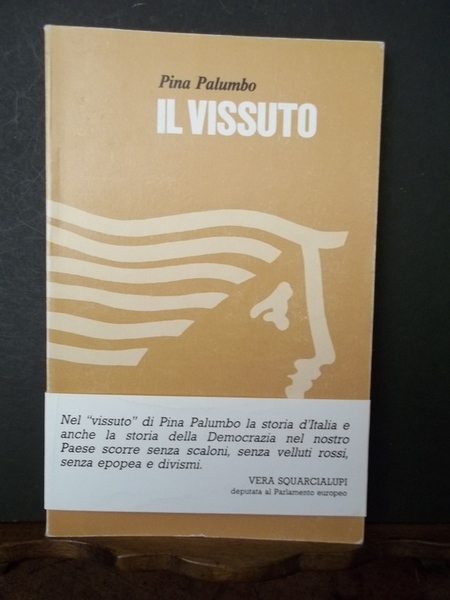 Pina Palumbo
IL VISSUTO
Nel "vissuto" di Pina Palumbo la storia d'Italia e
anche la storia della Democrazia nel nostro
Paese scorre senza scaloni, senza velluti rossi,
senza epopea e divismi.
VERA SQUARCIALUPI
deputata al Parlamento europeo